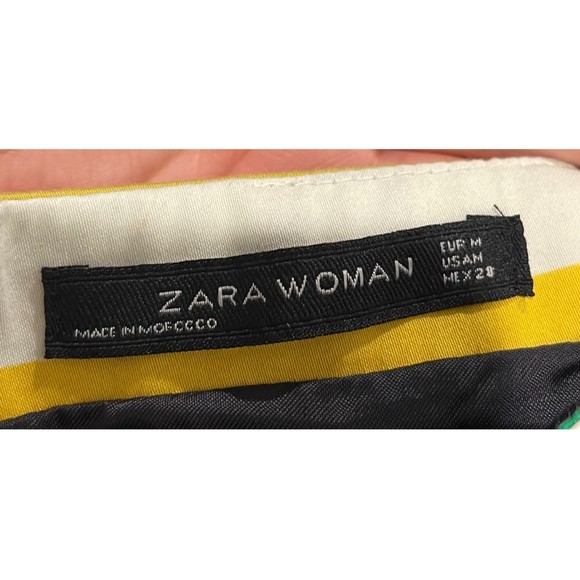 ZARA WOMAN
MADE IN MOROCCO
EUR M
USA M
MEX 28